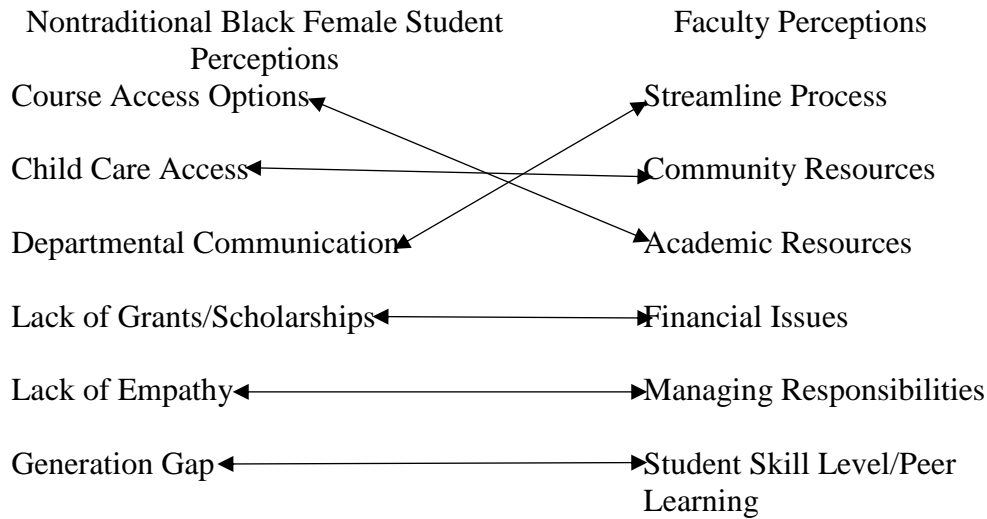 Nontraditional Black Female Student
Perceptions
Faculty Perceptions
Course Access Options
Streamline Process
Child Care Access
Community Resources
Departmental Communication
Academic Resources
Lack of Grants/Scholarships
Financial Issues
Lack of Empathy
Managing Responsibilities
Generation Gap
Student Skill Level/Peer
Learning